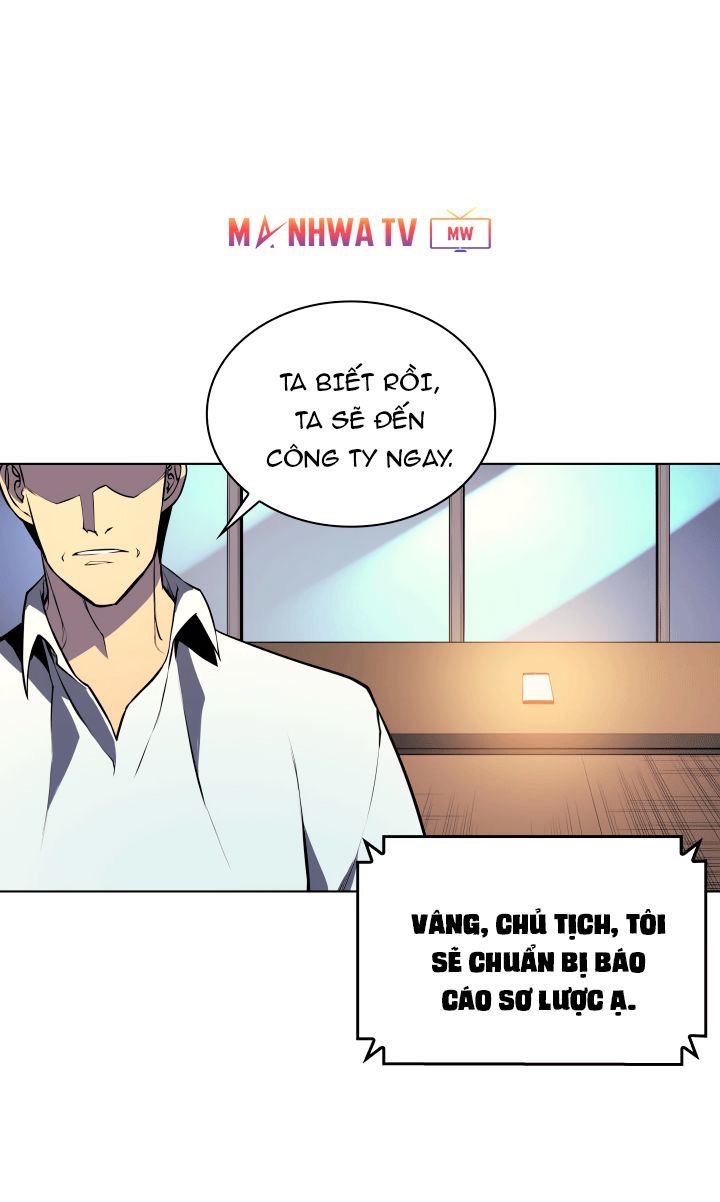 MANHWA TV MW
TA BIẾT RỒI,
TA SẼ ĐẾN
CÔNG TY NGAY.
VÂNG, CHỦ TỊCH, TÔI
SẼ CHUẨN BỊ BÁO
CÁO SƠ LƯỢC Ạ.